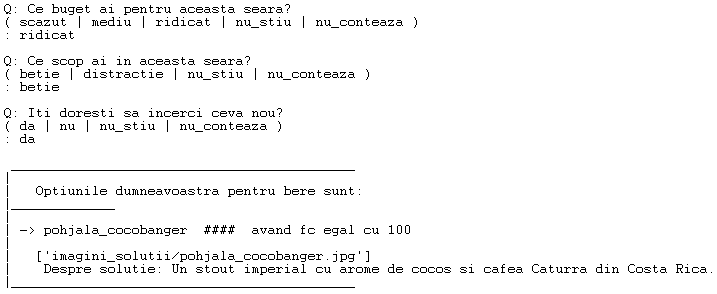 Q: Ce buget ai pentru aceasta seara?
( scazut | mediu | ridicat | nu_stiu | nu_conteaza )
: ridicat
Q: Ce scop ai in aceasta seara?
( betie | distractie | nu_stiu | nu_conteaza )
: betie
Q: Iti doresti sa incerci ceva nou?
( da | nu | nu_stiu | nu_conteaza )
: da
Optiunile dumneavoastra pentru bere sunt:
-> pohjala_cocobanger #### avand fc egal cu 100
['imagini_solutii/pohjala_cocobanger.jpg']
Despre solutie: Un stout imperial cu arome de cocos si cafea Caturra din Costa Rica.